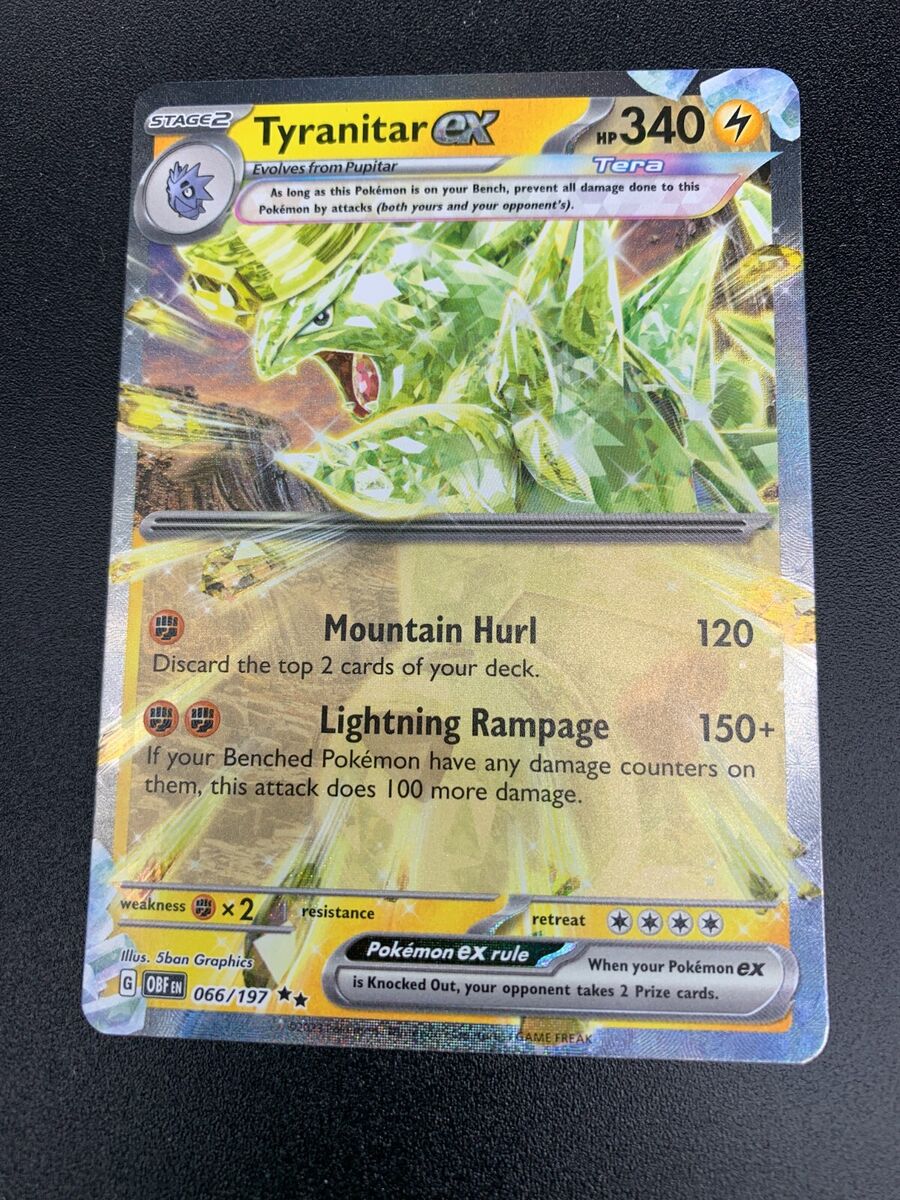 STAGE2 Tyranitar ex HP 340
Evolves from Pupitar Tera
As long as this Pokémon is on your Bench, prevent all damage done to this
Pokémon by attacks (both yours and your opponent's).
Mountain Hurl 120
Discard the top 2 cards of your deck.
Lightning Rampage 150+
If your Benched Pokémon have any damage counters on
them, this attack does 100 more damage.
weakness ×2 resistance retreat
Illus. 5ban Graphics
Pokémon ex rule When your Pokémon ex
is Knocked Out, your opponent takes 2 Prize cards.
G OBF EN 066/197
©2023 GAME FREAK